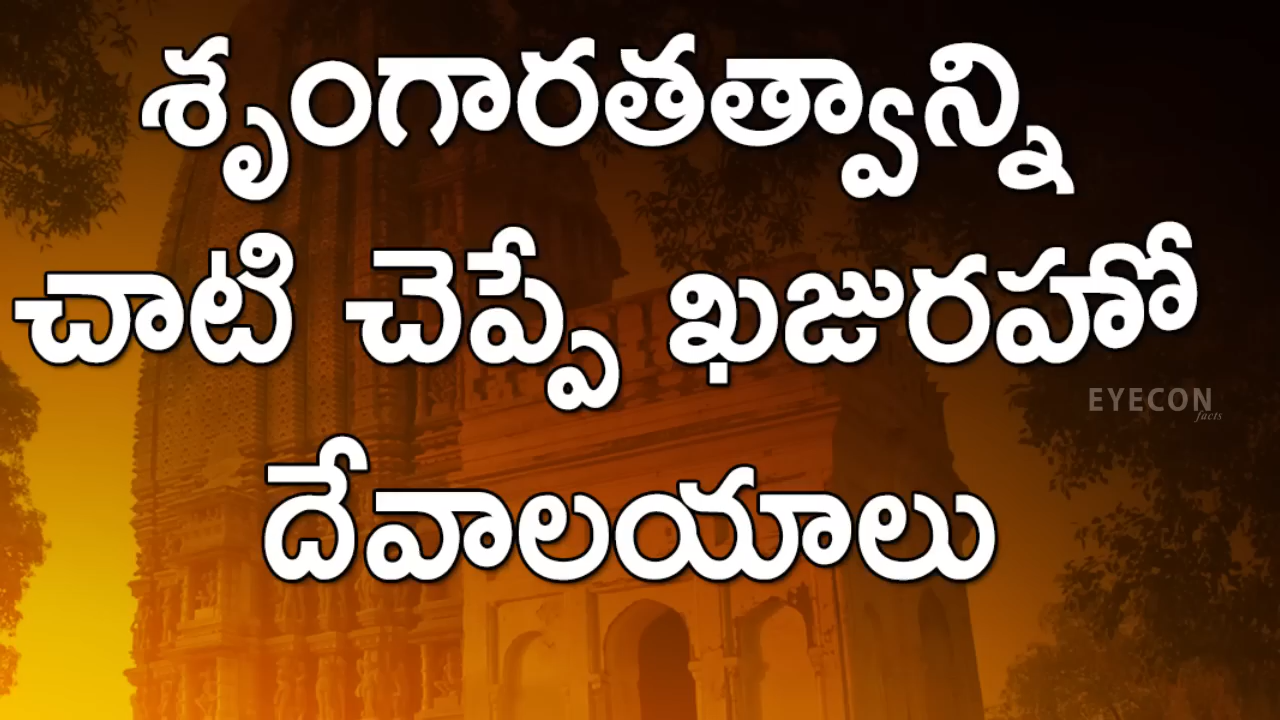 శృంగారతత్వాన్ని
చాటి చెప్పే ఖజురహో
EYECON
facts
దేవాలయాలు